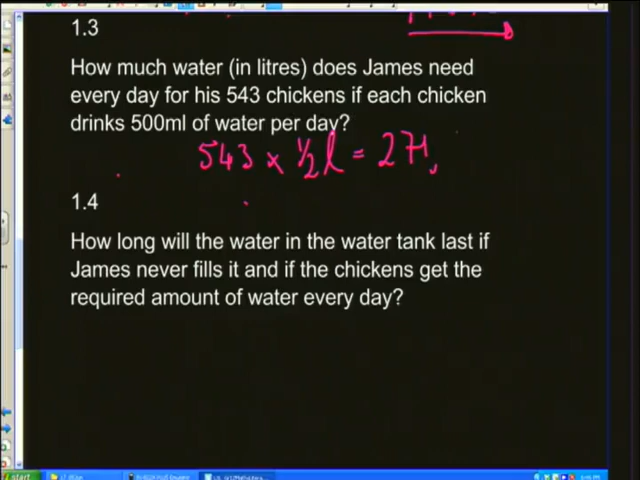 1.3
How much water (in litres) does James need
every day for his 543 chickens if each chicken
drinks 500ml of water per day?
543 × 1/2 l = 271,
1.4
How long will the water in the water tank last if
James never fills it and if the chickens get the
required amount of water every day?
start